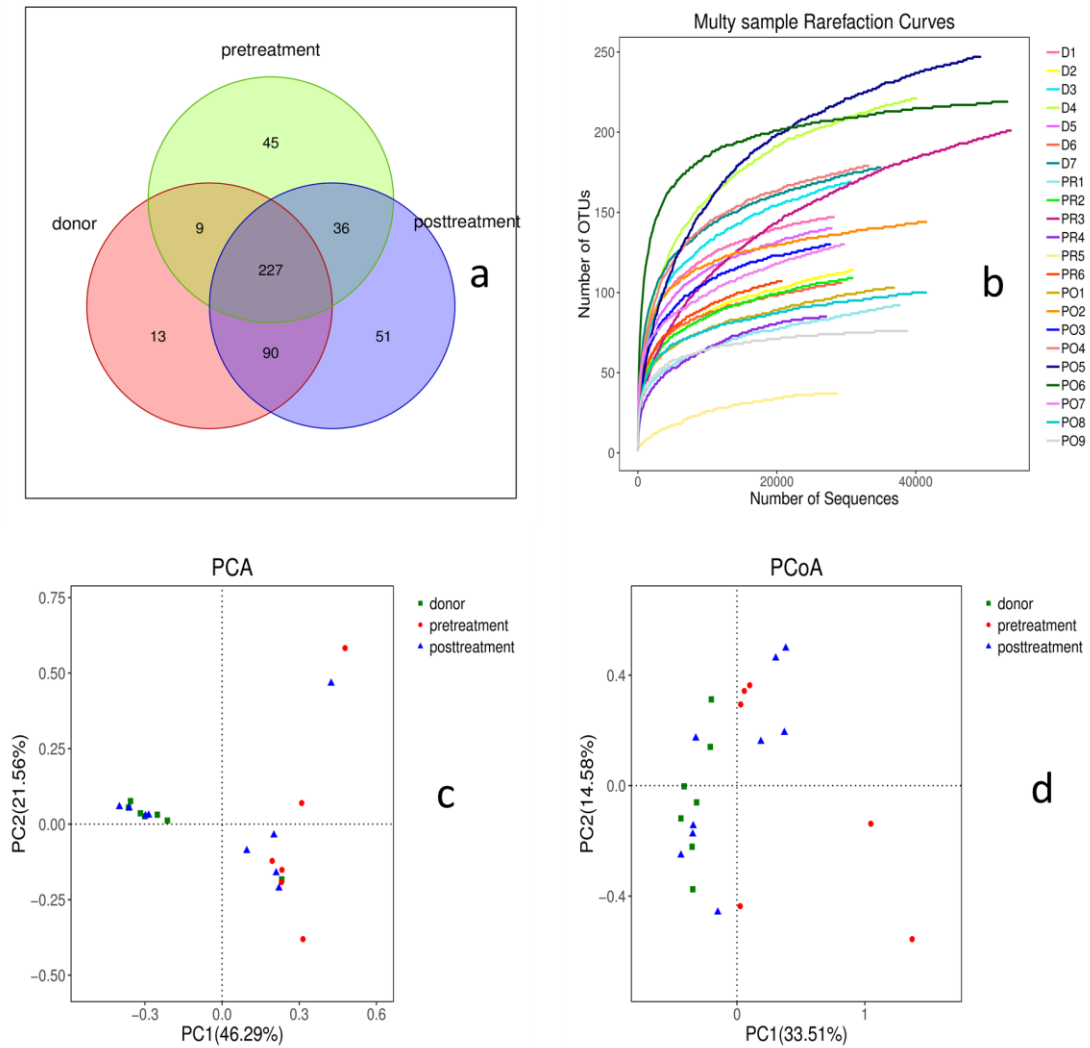 pretreatment
45
donor
posttreatment
9
36
227
a
13
90
51
Multy sample Rarefaction Curves
Number of OTUs
250
200
150
100
50
0
0
20000
40000
Number of Sequences
b
D1
D2
D3
D4
D5
D6
D7
PR1
PR2
PR3
PR4
PR5
PR6
PO1
PO2
PO3
PO4
PO5
PO6
PO7
PO8
PO9
PCA
PC2(21.56%)
0.75
0.50
0.25
0.00
−0.25
−0.50
−0.3
0.0
0.3
0.6
PC1(46.29%)
donor
pretreatment
posttreatment
c
PCoA
PC2(14.58%)
0.4
0.0
−0.4
0
1
PC1(33.51%)
donor
pretreatment
posttreatment
d